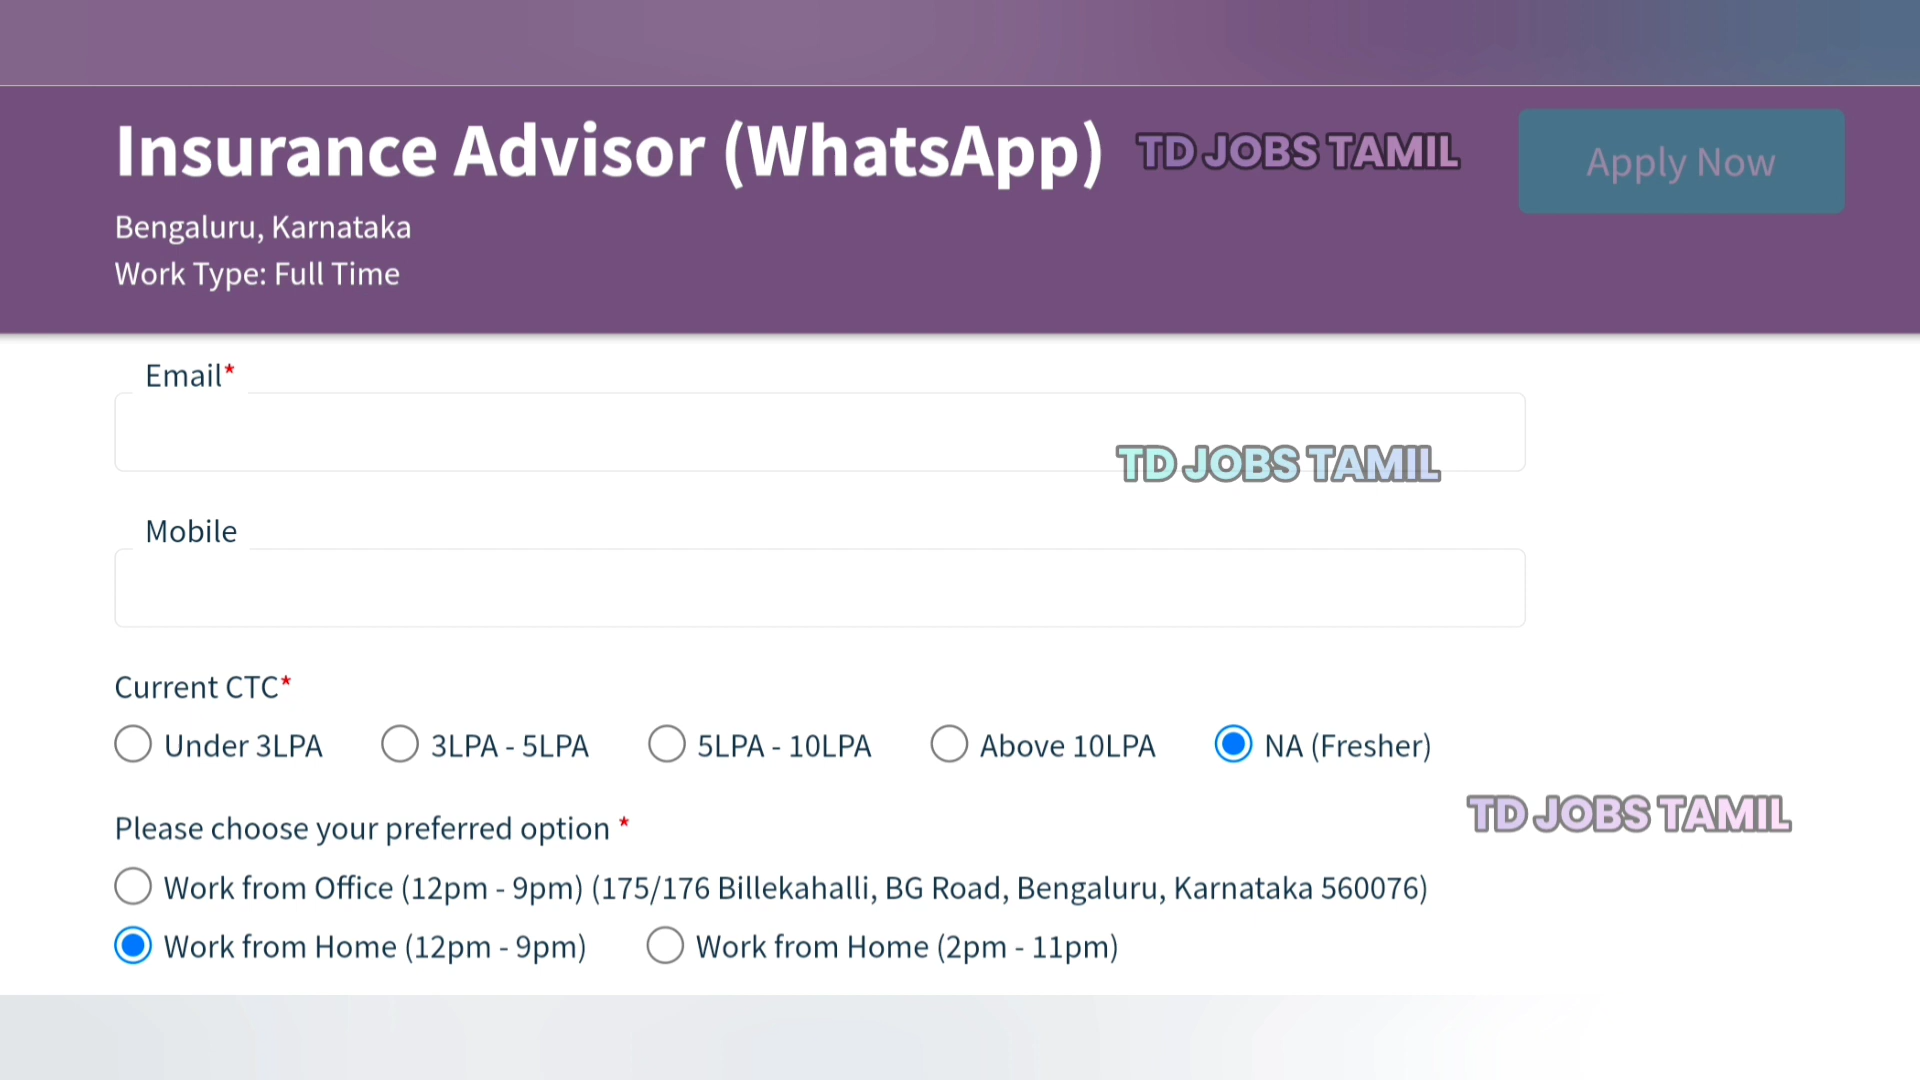 Insurance Advisor (WhatsApp) TD JOBS TAMIL
Apply Now
Bengaluru, Karnataka
Work Type: Full Time
Email*
TD JOBS TAMIL
Mobile
Current CTC*
Under 3LPA 3LPA - 5LPA 5LPA - 10LPA Above 10LPA NA (Fresher)
TD JOBS TAMIL
Please choose your preferred option *
Work from Office (12pm - 9pm) (175/176 Billekahalli, BG Road, Bengaluru, Karnataka 560076)
Work from Home (12pm - 9pm) Work from Home (2pm - 11pm)